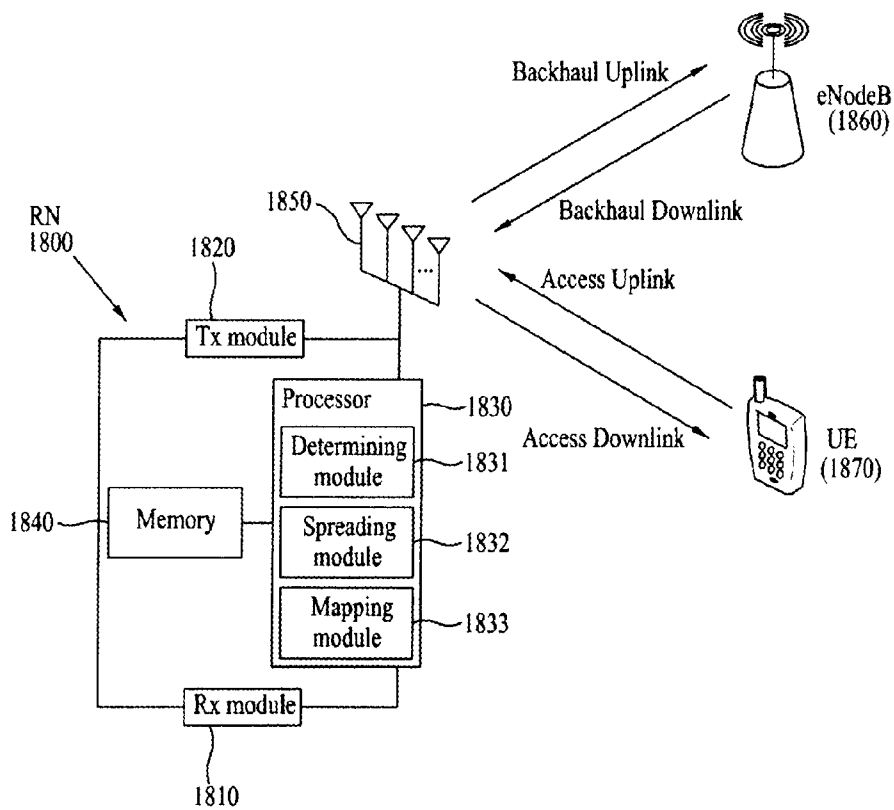 Backhaul Uplink
eNodeB
(1860)
1850
Backhaul Downlink
RN
1800
1820
Access Uplink
Tx module
...
Processor
1830
Access Downlink
UE
(1870)
Determining
module
1831
1840
Memory
Spreading
module
1832
Mapping
module
1833
Rx module
1810